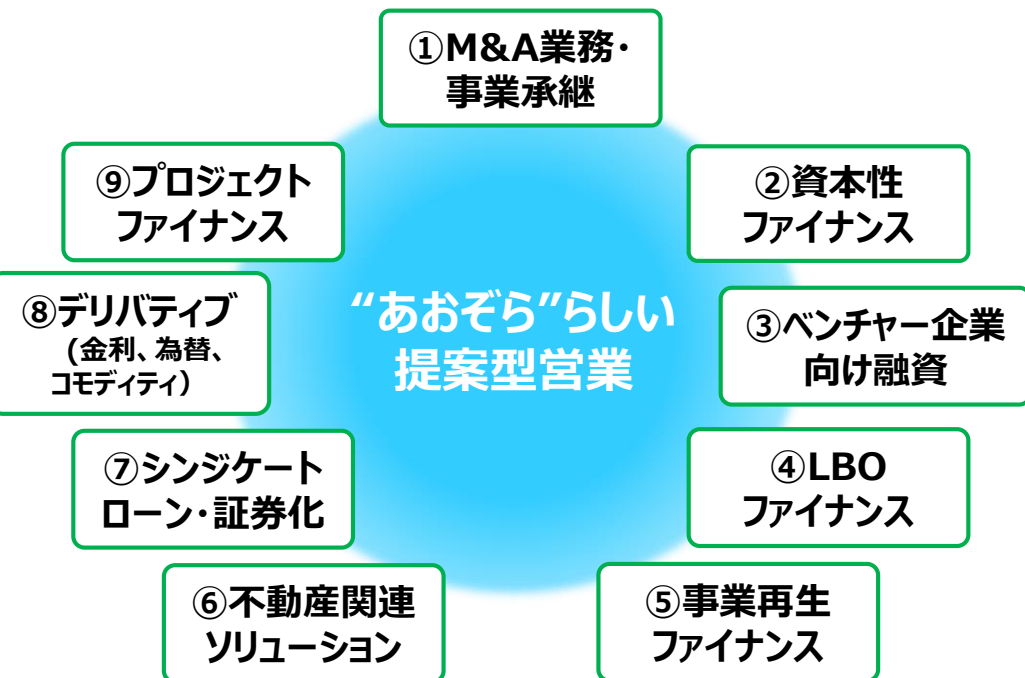 ①M&A業務・
事業承継
②資本性
ファイナンス
③ベンチャー企業
向け融資
④LBO
ファイナンス
⑤事業再生
ファイナンス
⑥不動産関連
ソリューション
⑦シンジケート
ローン・証券化
⑧デリバティブ
(金利、為替、
コモディティ）
⑨プロジェクト
ファイナンス
“あおぞら”らしい
提案型営業